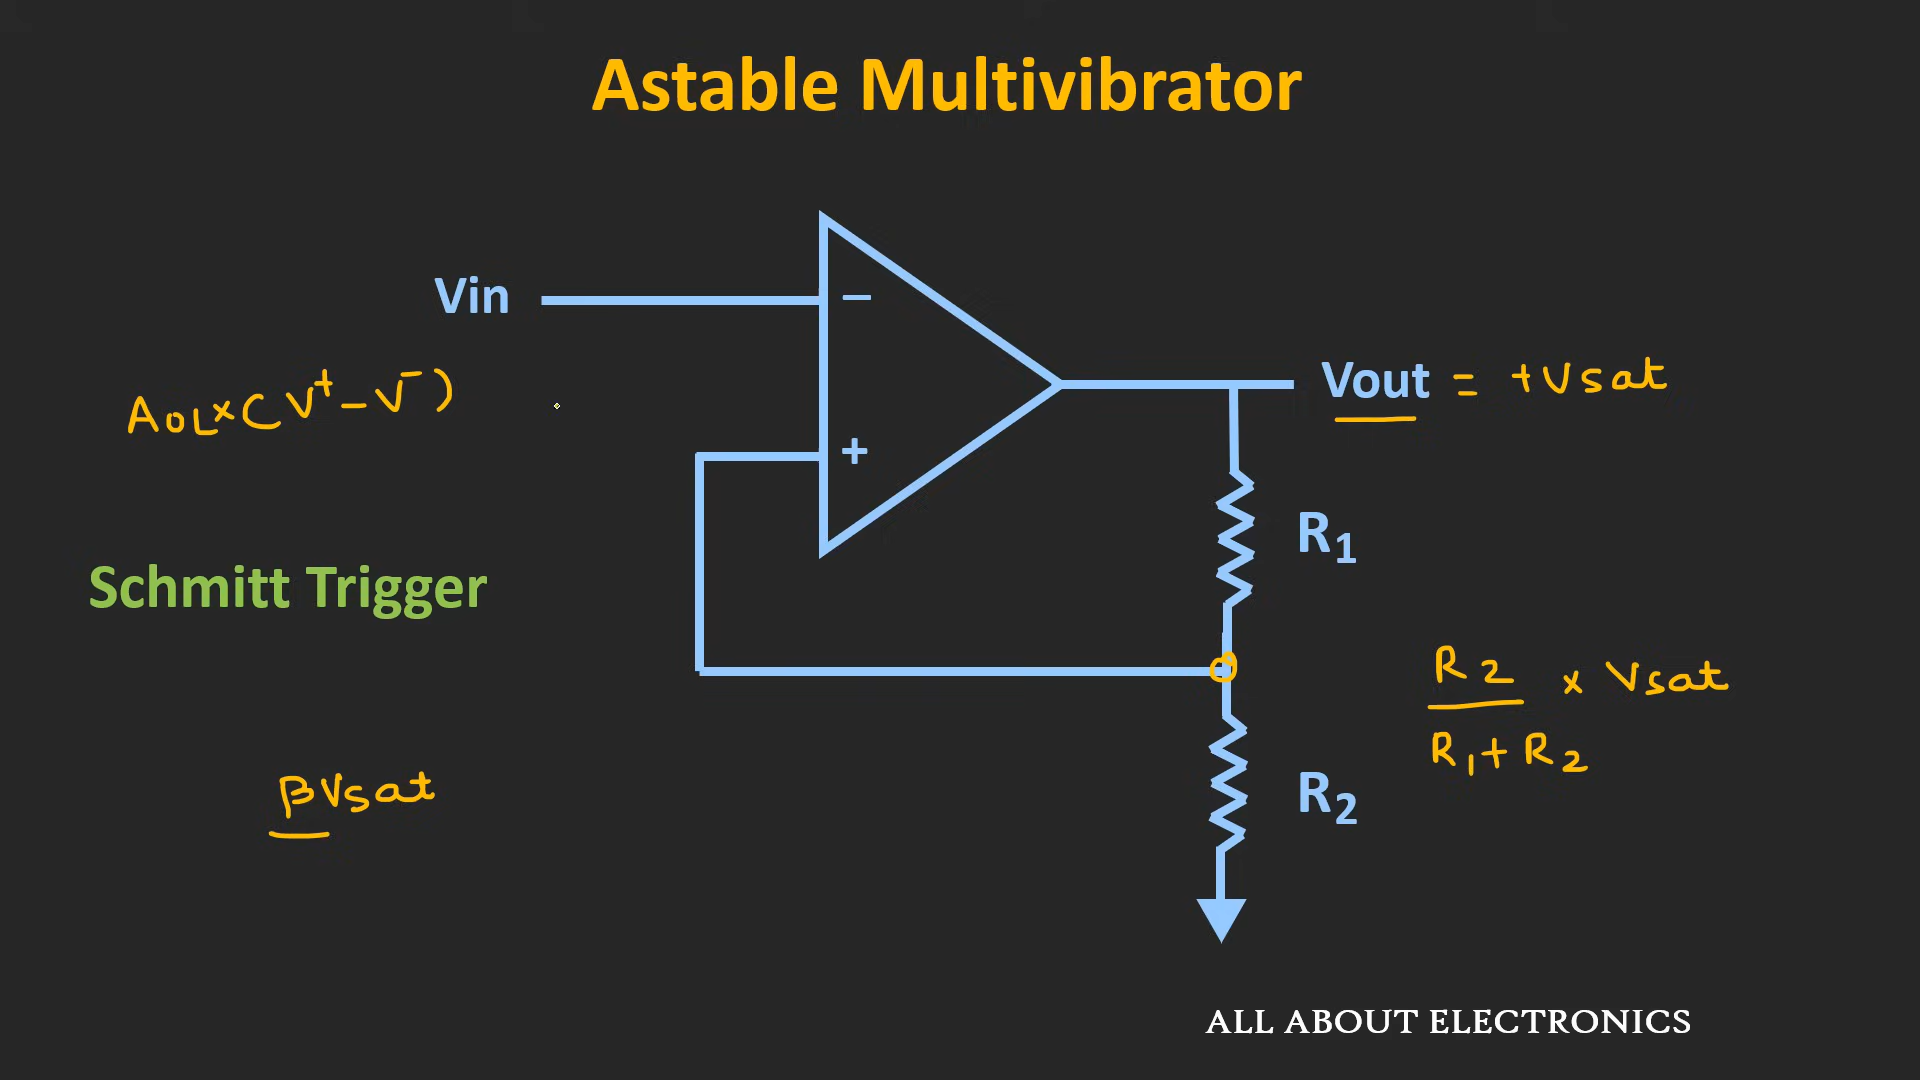 Astable Multivibrator
Vin
−
Vout = +Vsat
AOL×(V⁺−V⁻)
+
R₁
Schmitt Trigger
R2
—— × Vsat
R₁+R2
βVsat
R₂
ALL ABOUT ELECTRONICS